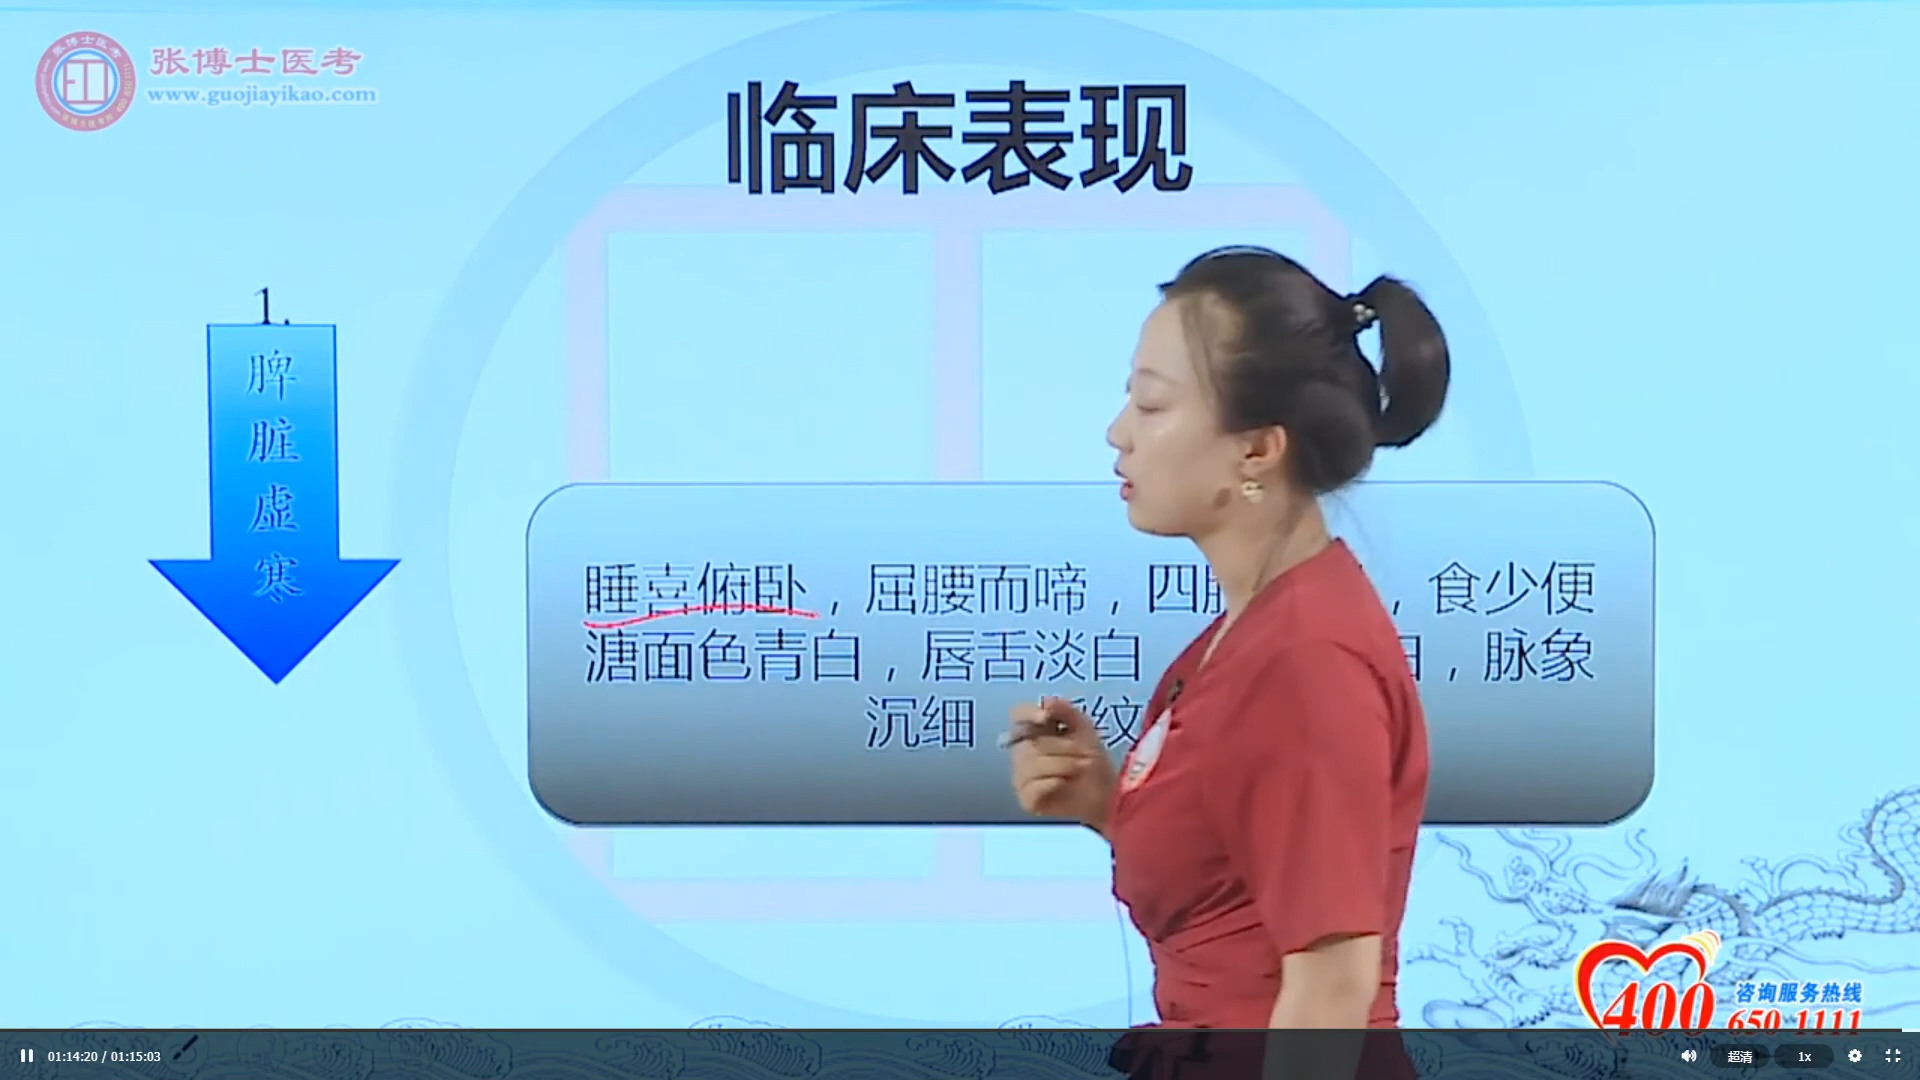 张博士医考
www.guojiayikao.com
临床表现
1.
脾
脏
虚
寒
睡喜俯卧，屈腰而啼，四，食少便
溏面色青白，唇舌淡白，脉象
沉细 纹
400
咨询服务热线
650 1111
01:14:20 / 01:15:03
超清
1x